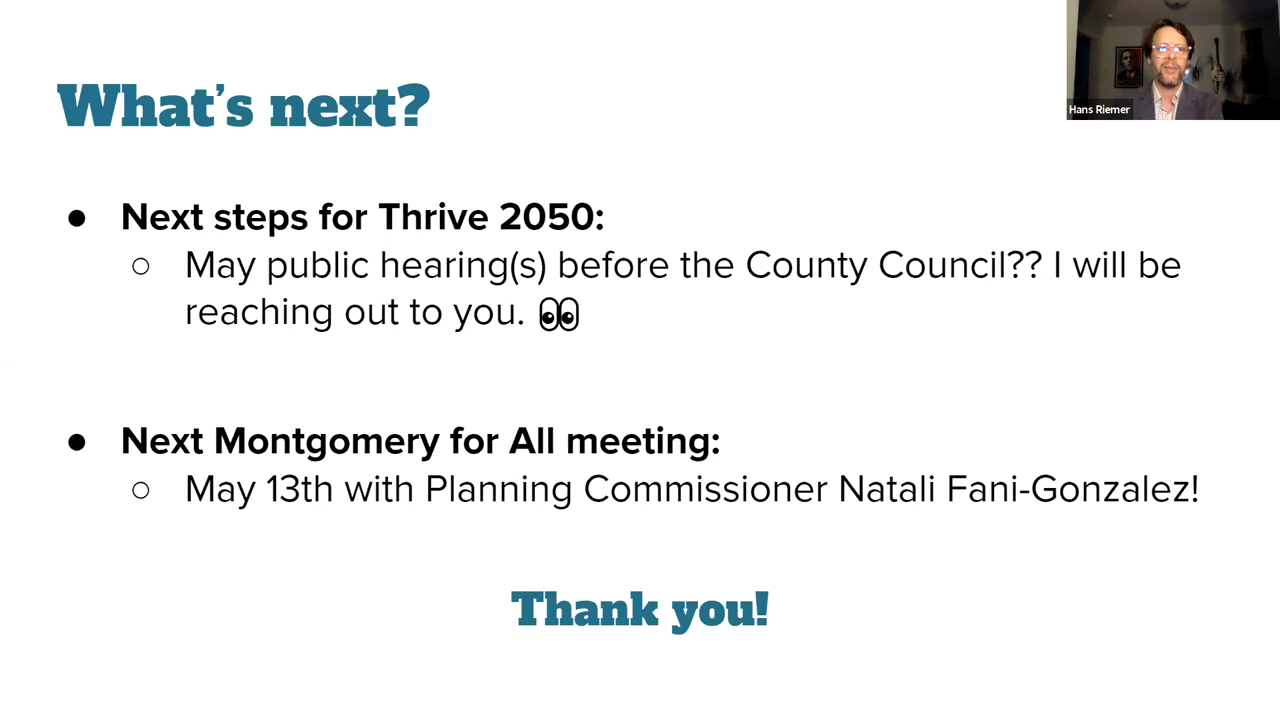 Hans Riemer
What's next?
● Next steps for Thrive 2050:
○ May public hearing(s) before the County Council?? I will be
reaching out to you. 👀
● Next Montgomery for All meeting:
○ May 13th with Planning Commissioner Natali Fani-Gonzalez!
Thank you!